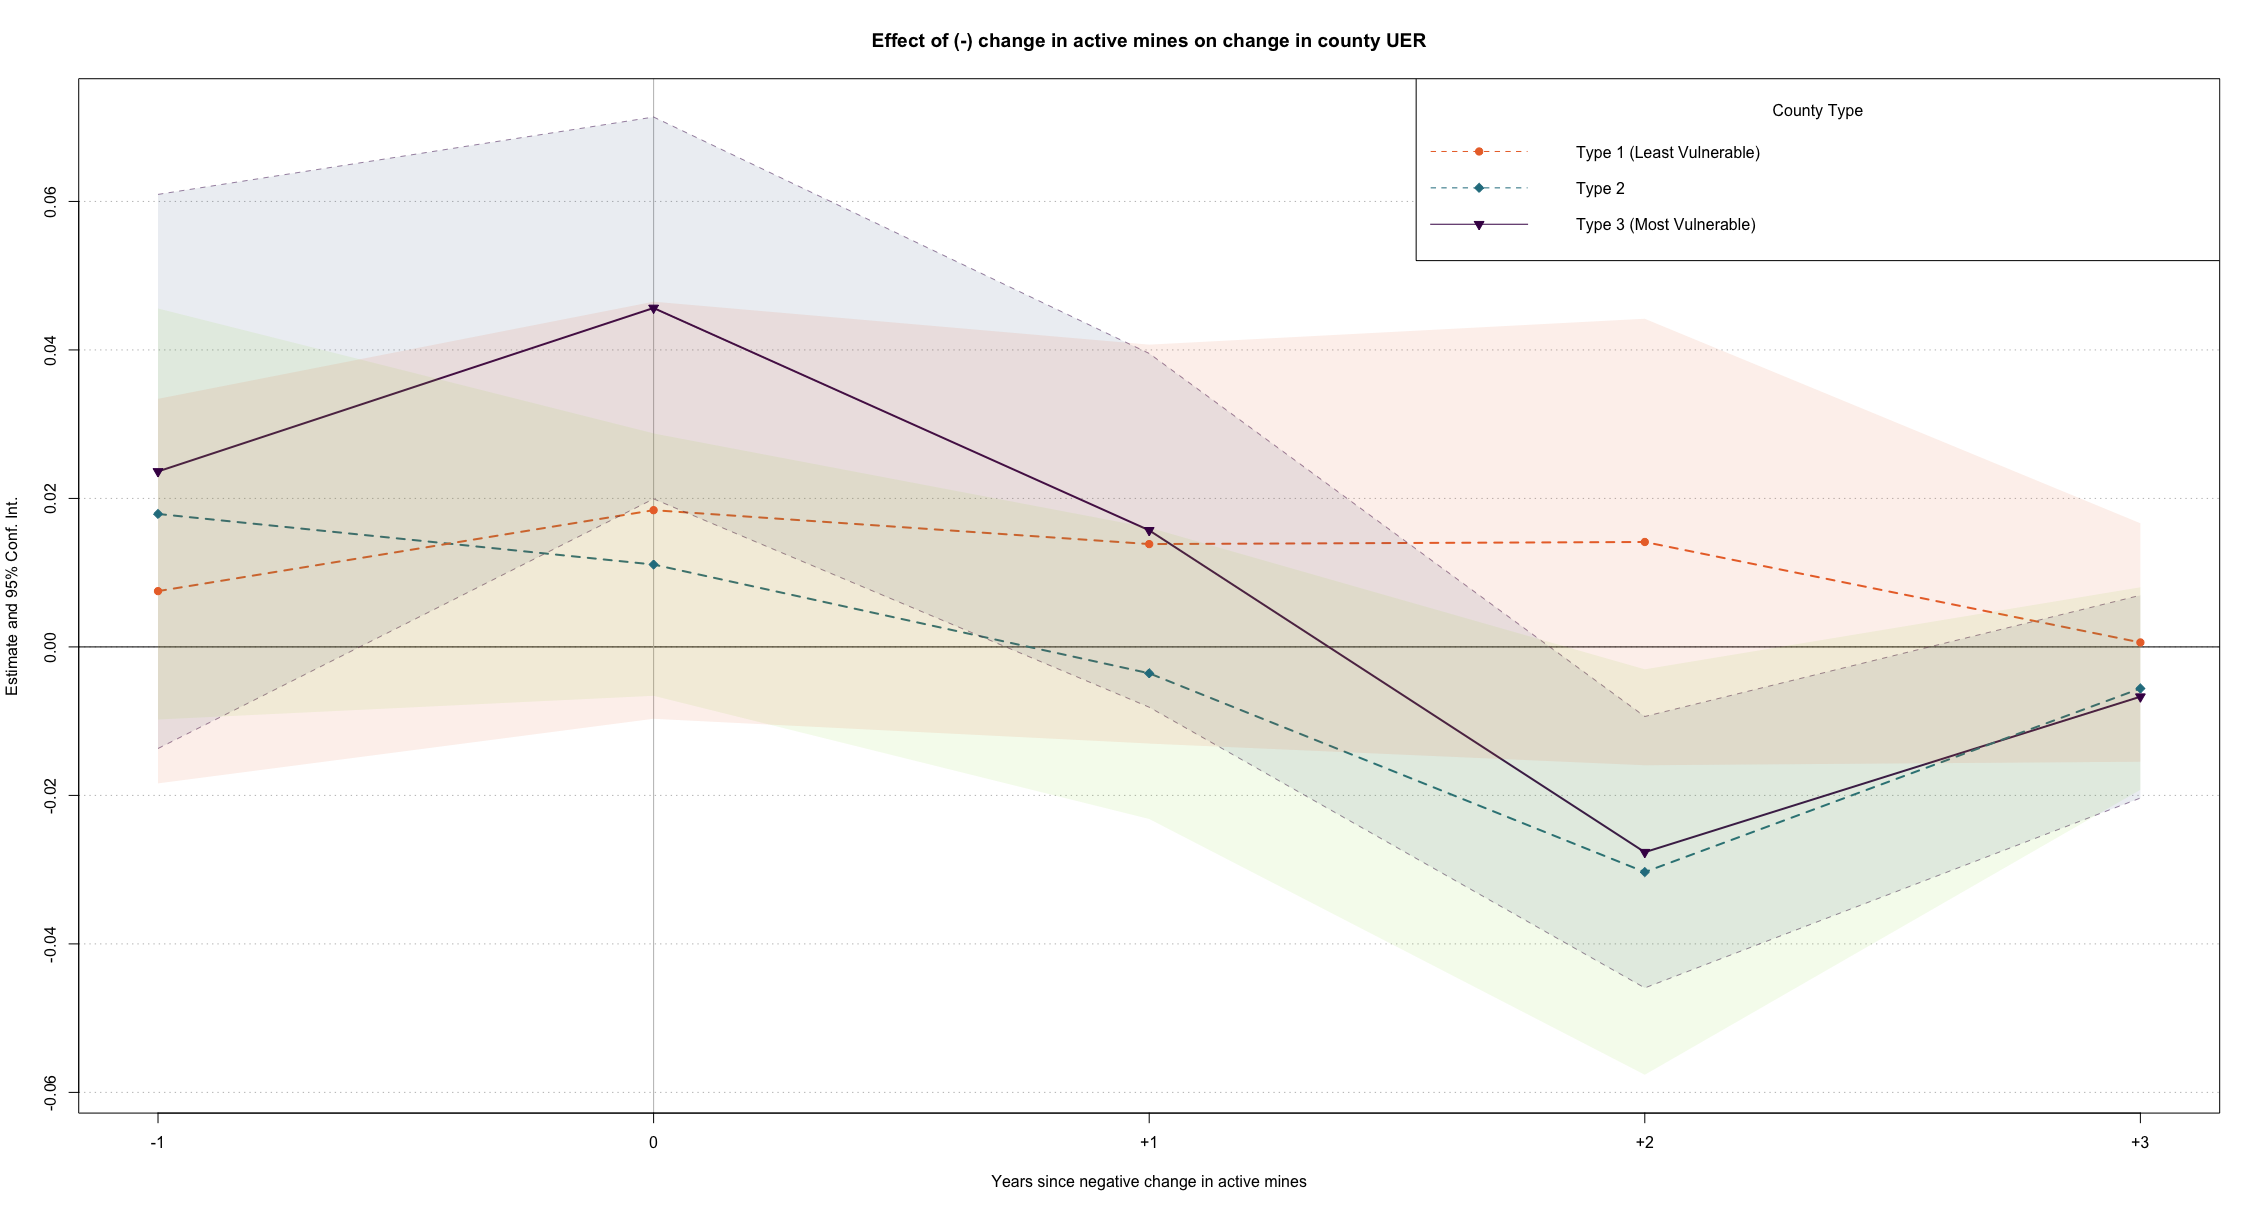 Effect of (-) change in active mines on change in county UER
County Type
Type 1 (Least Vulnerable)
Type 2
Type 3 (Most Vulnerable)
Estimate and 95% Conf. Int.
0.06
0.04
0.02
0.00
-0.02
-0.04
-0.06
-1 0 +1 +2 +3
Years since negative change in active mines